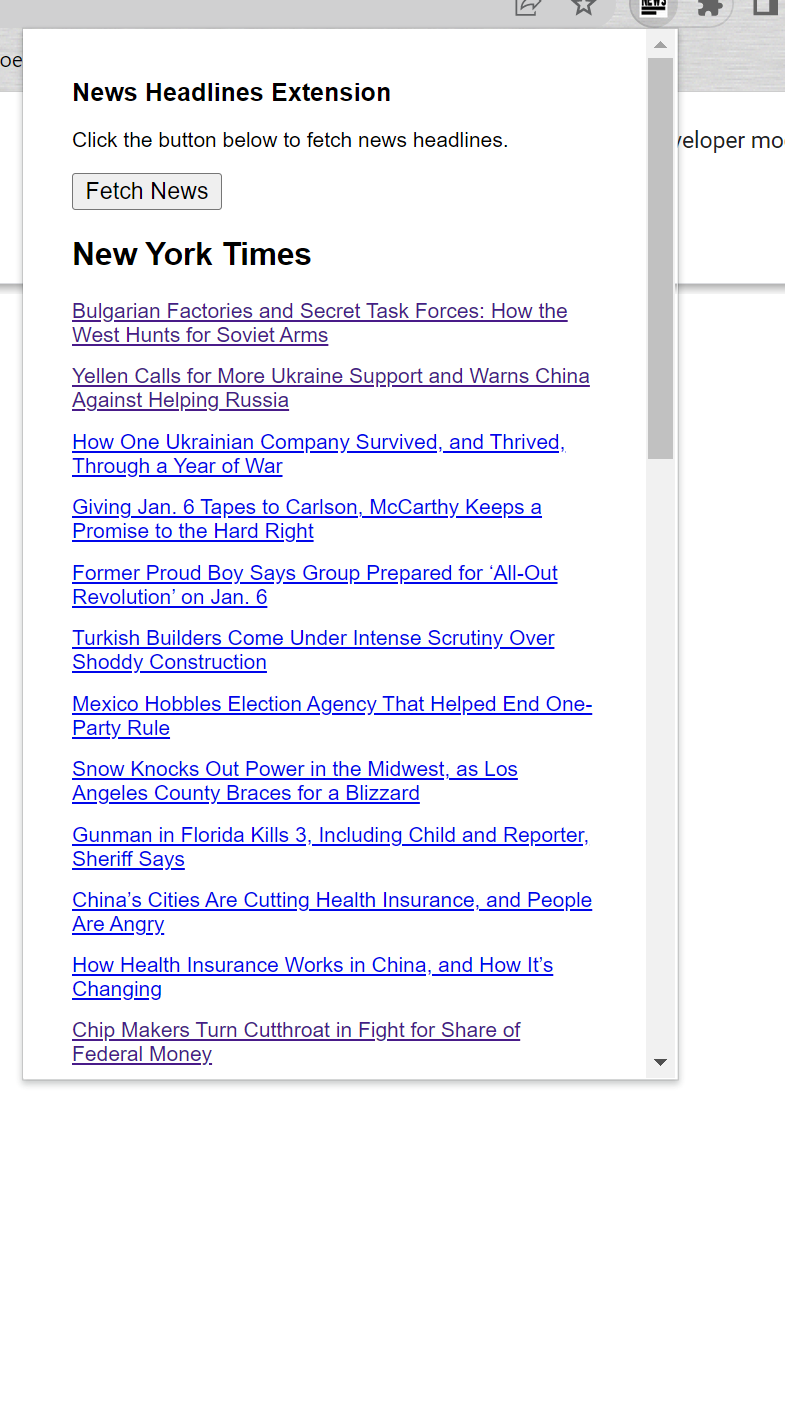 NEWS
oe
News Headlines Extension
Click the button below to fetch news headlines.
veloper mo
Fetch News
New York Times
Bulgarian Factories and Secret Task Forces: How the
West Hunts for Soviet Arms
Yellen Calls for More Ukraine Support and Warns China
Against Helping Russia
How One Ukrainian Company Survived, and Thrived,
Through a Year of War
Giving Jan. 6 Tapes to Carlson, McCarthy Keeps a
Promise to the Hard Right
Former Proud Boy Says Group Prepared for ‘All-Out
Revolution’ on Jan. 6
Turkish Builders Come Under Intense Scrutiny Over
Shoddy Construction
Mexico Hobbles Election Agency That Helped End One-
Party Rule
Snow Knocks Out Power in the Midwest, as Los
Angeles County Braces for a Blizzard
Gunman in Florida Kills 3, Including Child and Reporter,
Sheriff Says
China’s Cities Are Cutting Health Insurance, and People
Are Angry
How Health Insurance Works in China, and How It’s
Changing
Chip Makers Turn Cutthroat in Fight for Share of
Federal Money